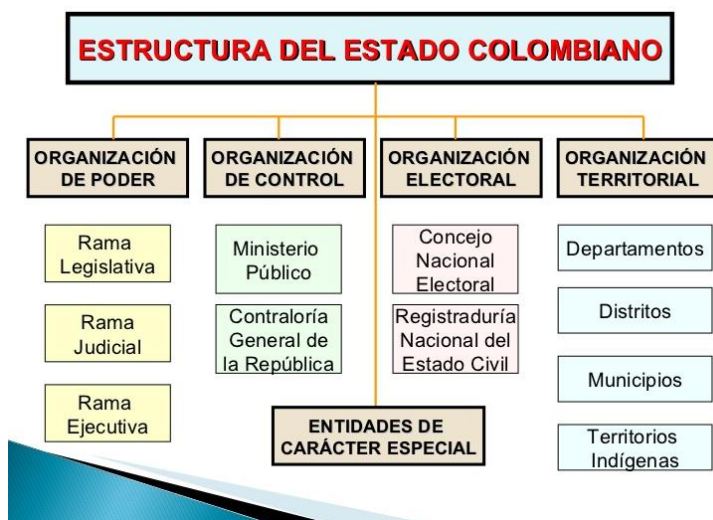 ESTRUCTURA DEL ESTADO COLOMBIANO
ORGANIZACIÓN
DE PODER
Rama
Legislativa
Rama
Judicial
Rama
Ejecutiva
ORGANIZACIÓN
DE CONTROL
Ministerio
Público
Contraloría
General de
la República
ORGANIZACIÓN
ELECTORAL
Concejo
Nacional
Electoral
Registraduría
Nacional del
Estado Civil
ORGANIZACIÓN
TERRITORIAL
Departamentos
Distritos
Municipios
Territorios
Indígenas
ENTIDADES DE
CARÁCTER ESPECIAL